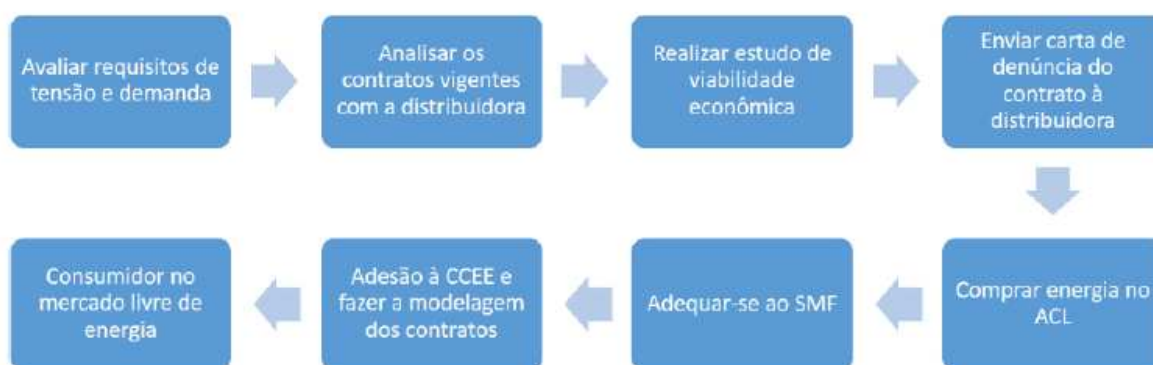 Avaliar requisitos de
tensão e demanda
Analisar os
contratos vigentes
com a distribuidora
Realizar estudo de
viabilidade
econômica
Enviar carta de
denúncia do
contrato à
distribuidora
Comprar energia no
ACL
Adequar-se ao SMF
Adesão à CCEE e
fazer a modelagem
dos contratos
Consumidor no
mercado livre de
energia